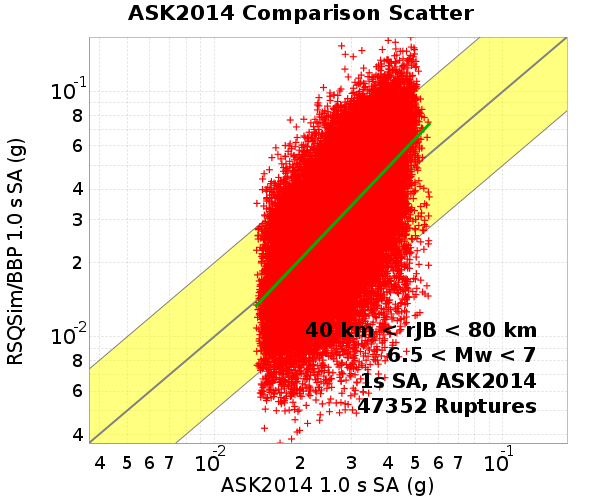 ASK2014 Comparison Scatter
RSQSim/BBP 1.0 s SA (g)
10-1
8
6
4
3
2
10-2
8
6
4
40 km < rJB < 80 km
6.5 < Mw < 7
1s SA, ASK2014
47352 Ruptures
4 5 6 7 10-2 2 3 4 5 6 7 10-1
ASK2014 1.0 s SA (g)